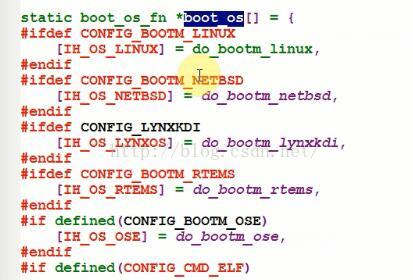 static boot_os_fn *boot_os[] = {
#ifdef CONFIG_BOOTM_LINUX
[IH_OS_LINUX] = do_bootm_linux,
#endif
#ifdef CONFIG_BOOTM_NETBSD
[IH_OS_NETBSD] = do_bootm_netbsd,
#endif
#ifdef CONFIG_LYNXKDI
[IH_OS_LYNXOS] = do_bootm_lynxkdi,
#endif
http://blog.csdn.net/
#ifdef CONFIG_BOOTM_RTEMS
[IH_OS_RTEMS] = do_bootm_rtems,
#endif
#if defined(CONFIG_BOOTM_OSE)
[IH_OS_OSE] = do_bootm_ose,
#endif
#if defined(CONFIG_CMD_ELF)